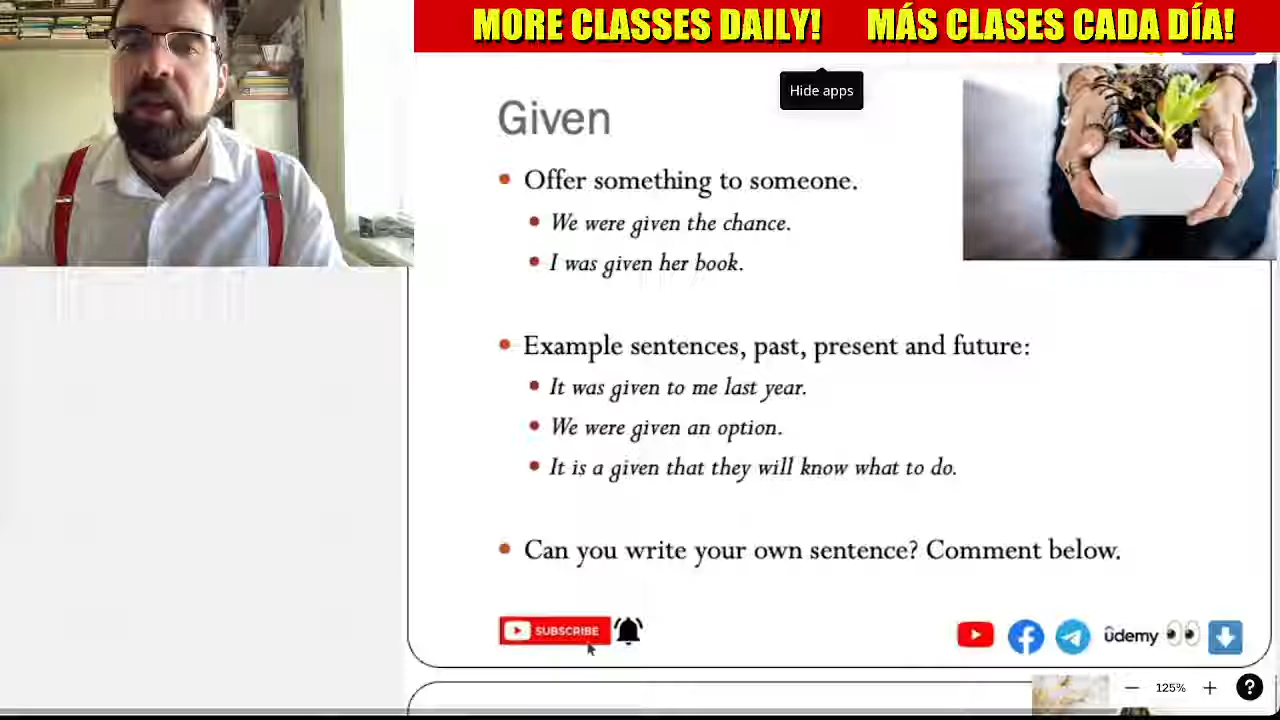 MORE CLASSES DAILY! MÁS CLASES CADA DÍA!
Hide apps
Given
Offer something to someone.
We were given the chance.
I was given her book.
Example sentences, past, present and future:
It was given to me last year.
We were given an option.
It is a given that they will know what to do.
Can you write your own sentence? Comment below.
SUBSCRIBE
ûdemy
125%
?